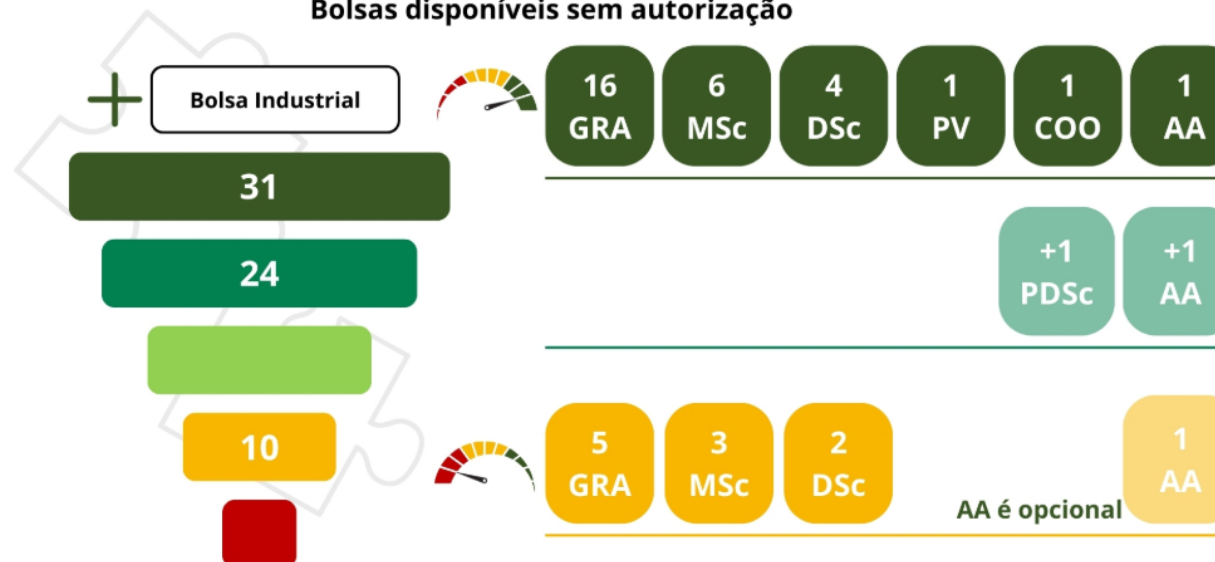 Bolsas disponíveis sem autorização
Bolsa Industrial
16
GRA
6
MSc
4
DSc
1
PV
1
COO
1
AA
31
24
+1
PDSc
+1
AA
10
5
GRA
3
MSc
2
DSc
AA é opcional
1
AA